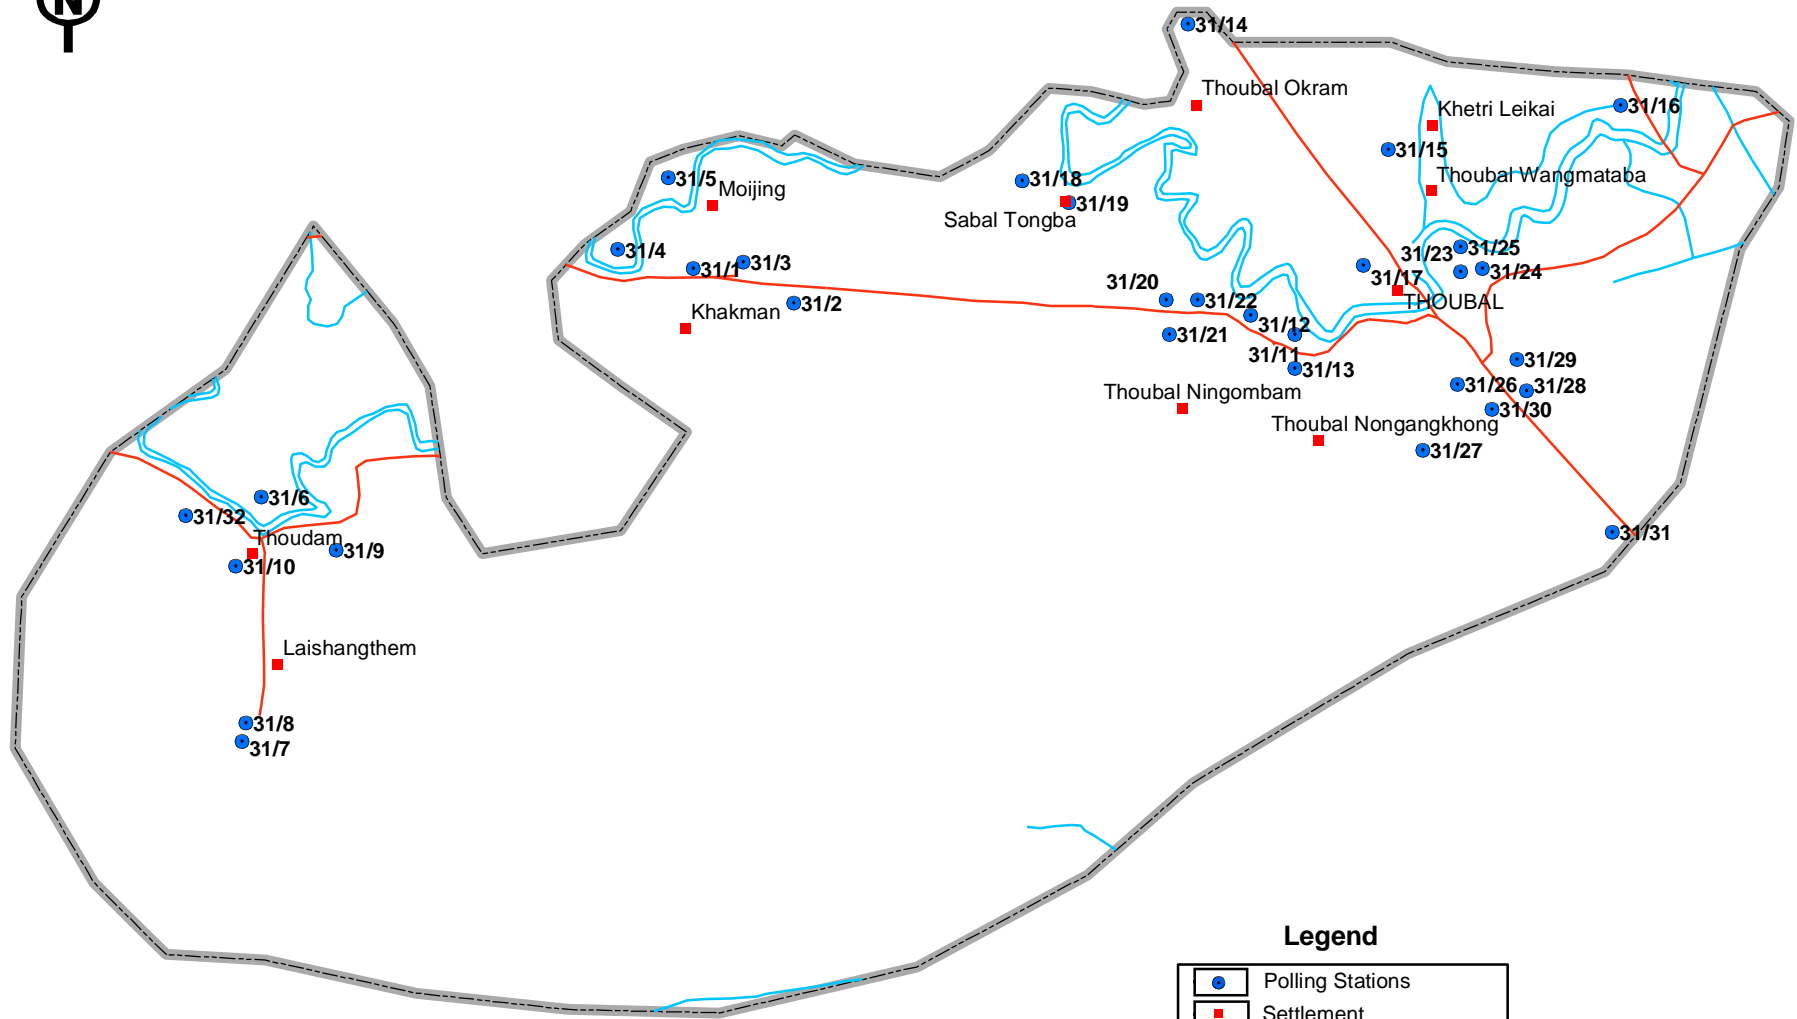 N
31/14
Thoubal Okram
31/16
Khetri Leikai
31/15
31/5
Moijing
31/18
Thoubal Wangmataba
31/19
Sabal Tongba
31/4
31/23
31/25
31/3
31/1
31/24
31/17
31/20
31/22
31/2
THOUBAL
Khakman
31/12
31/21
31/11
31/29
31/13
31/26
31/28
Thoubal Ningombam
31/30
Thoubal Nongangkhong
31/27
31/6
31/32
31/31
Thoudam
31/9
31/10
Laishangthem
31/8
31/7
Legend
Polling Stations
Settlement